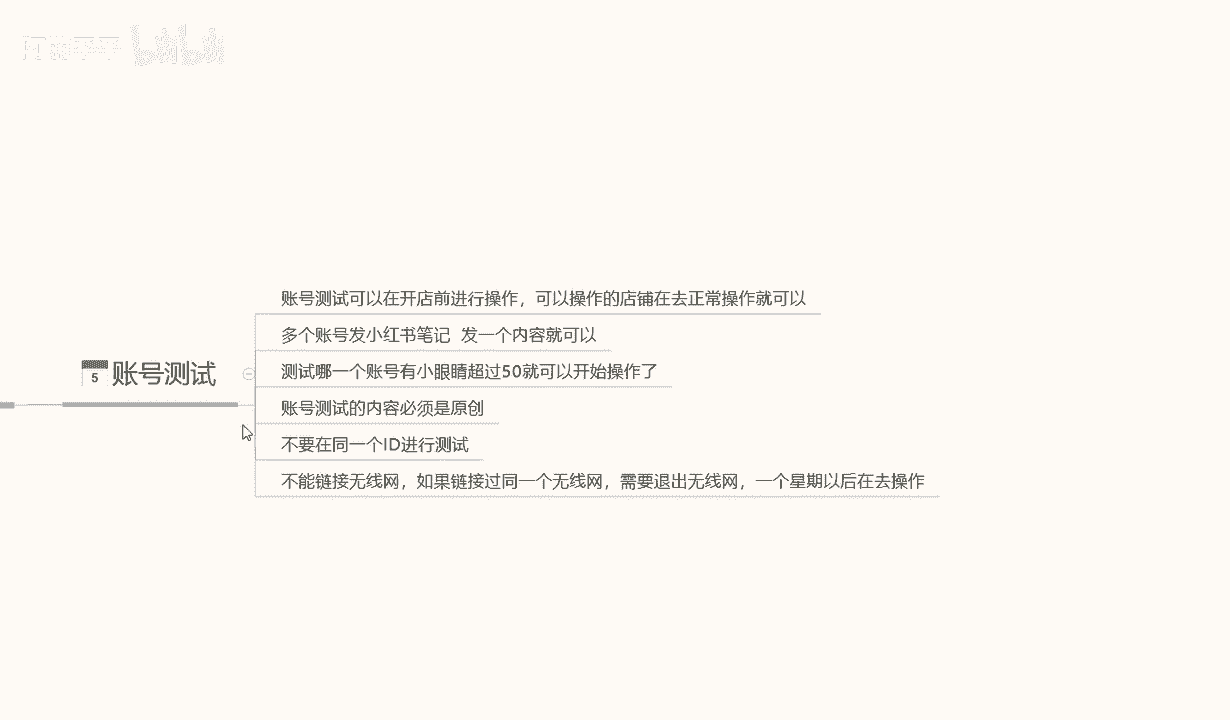 账号测试可以在开店前进行操作，可以操作的店铺在去正常操作就可以
多个账号发小红书笔记 发一个内容就可以
5 账号测试
测试哪一个账号有小眼睛超过50就可以开始操作了
账号测试的内容必须是原创
不要在同一个ID进行测试
不能链接无线网，如果链接过同一个无线网，需要退出无线网，一个星期以后在去操作